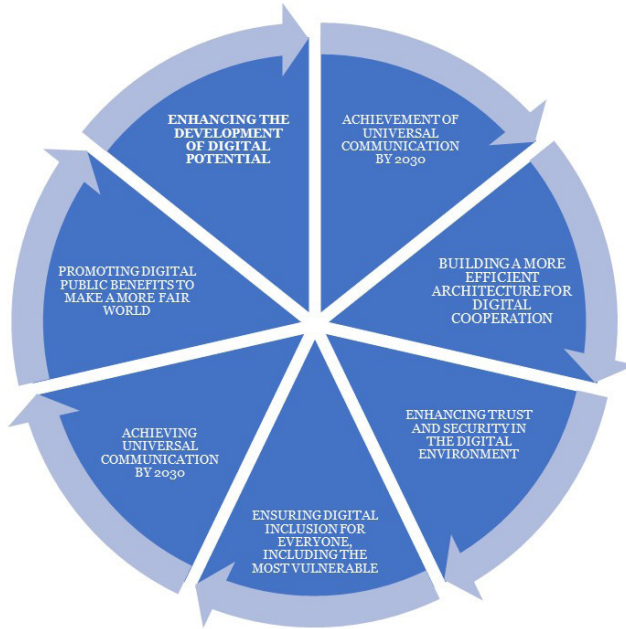 ENHANCING THE
DEVELOPMENT
OF DIGITAL
POTENTIAL
ACHIEVEMENT OF
UNIVERSAL
COMMUNICATION
BY 2030
BUILDING A MORE
EFFICIENT
ARCHITECTURE FOR
DIGITAL
COOPERATION
ENHANCING TRUST
AND SECURITY IN
THE DIGITAL
ENVIRONMENT
ENSURING DIGITAL
INCLUSION FOR
EVERYONE,
INCLUDING THE
MOST VULNERABLE
ACHIEVING
UNIVERSAL
COMMUNICATION
BY 2030
PROMOTING DIGITAL
PUBLIC BENEFITS TO
MAKE A MORE FAIR
WORLD